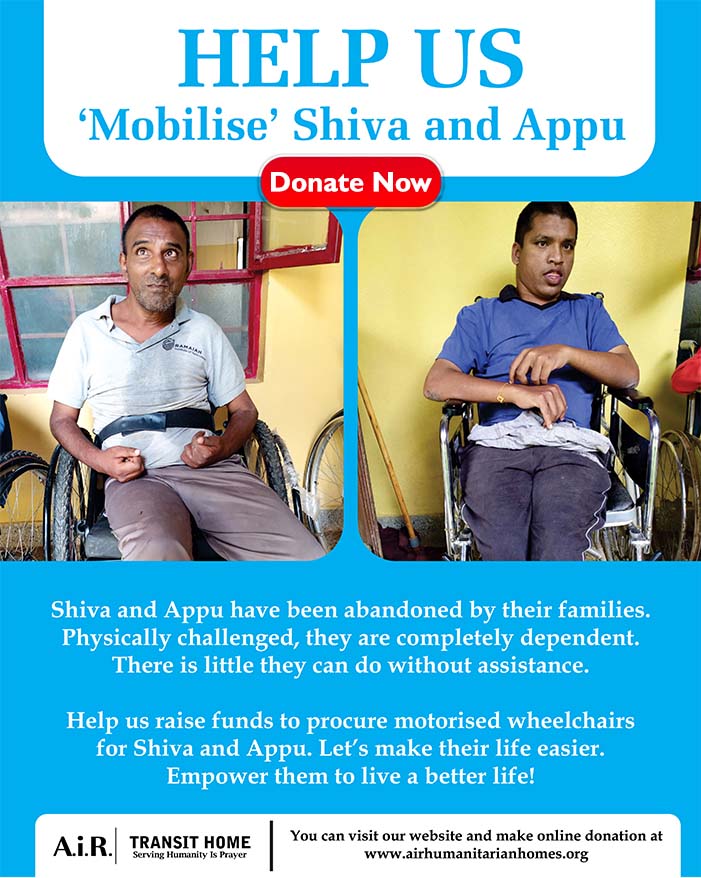 HELP US
‘Mobilise’ Shiva and Appu
Donate Now
RAMAIAH
Shiva and Appu have been abandoned by their families.
Physically challenged, they are completely dependent.
There is little they can do without assistance.
Help us raise funds to procure motorised wheelchairs
for Shiva and Appu. Let’s make their life easier.
Empower them to live a better life!
A.i.R.
TRANSIT HOME
Serving Humanity Is Prayer
You can visit our website and make online donation at
www.airhumanitarianhomes.org